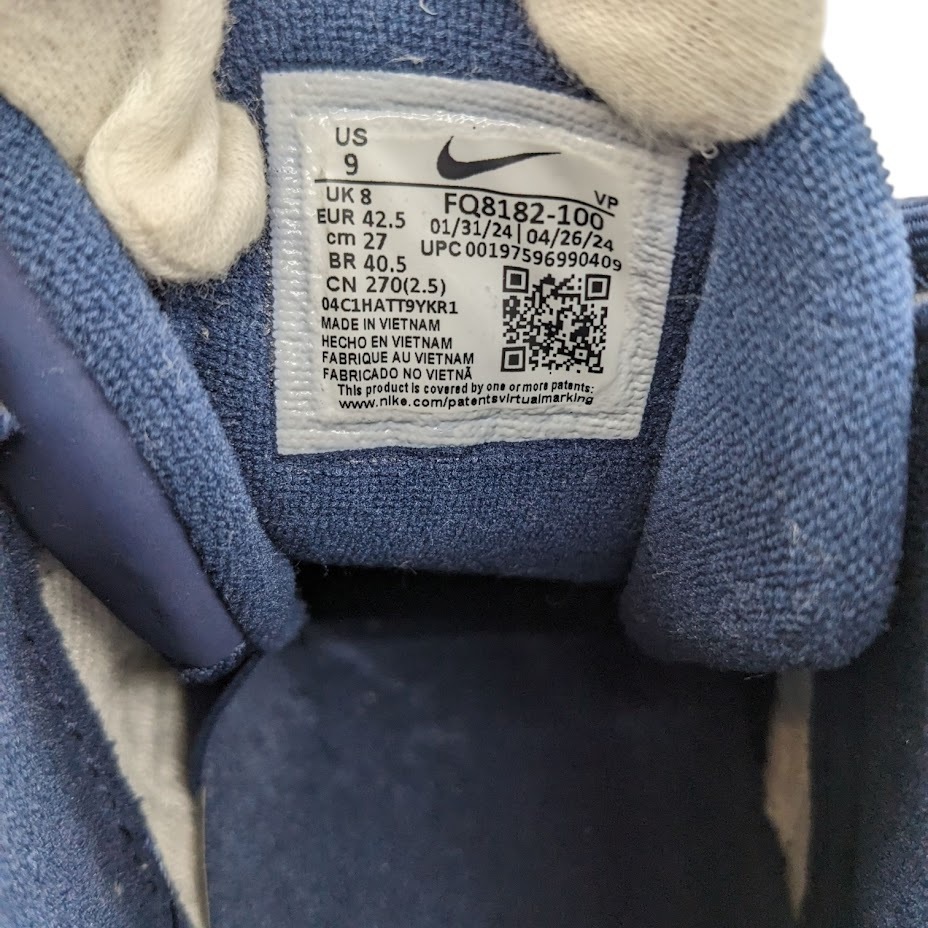 US
9
VP
UK 8
FQ8182-100
EUR 42.5
01/31/24 | 04/26/24
cm 27
UPC 00197596990409
BR 40.5
CN 270(2.5)
04C1HATT9YKR1
MADE IN VIETNAM
HECHO EN VIETNAM
FABRIQUE AU VIETNAM
FABRICADO NO VIETNÃ
This product is covered by one or more patents:
www.nike.com/patentsvirtualmarking